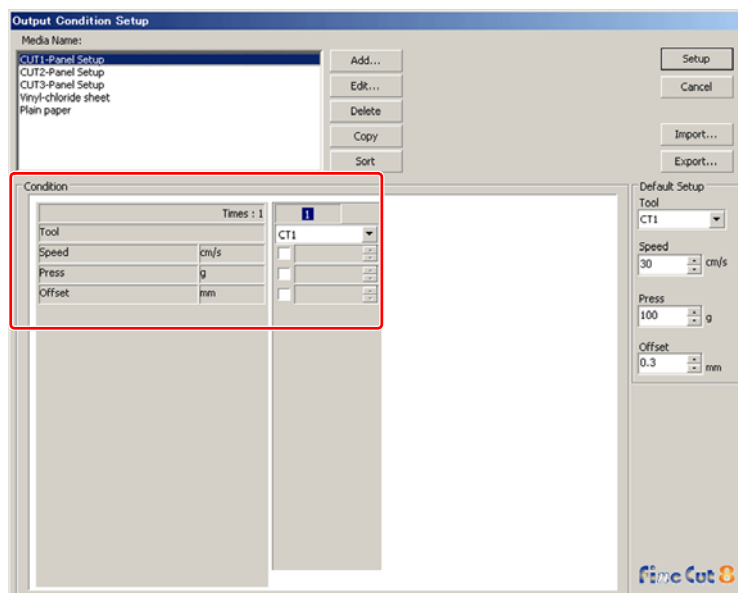 Output Condition Setup
Media Name:
CUT1-Panel Setup
CUT2-Panel Setup
CUT3-Panel Setup
Vinyl-chloride sheet
Plain paper
Add...
Edit...
Delete
Copy
Sort
Setup
Cancel
Import...
Export...
Condition
Times : 1
1
Tool
CT1
Speed
cm/s
Press
g
Offset
mm
Default Setup
Tool
CT1
Speed
30
cm/s
Press
100
g
Offset
0.3
mm
Fine Cut 8